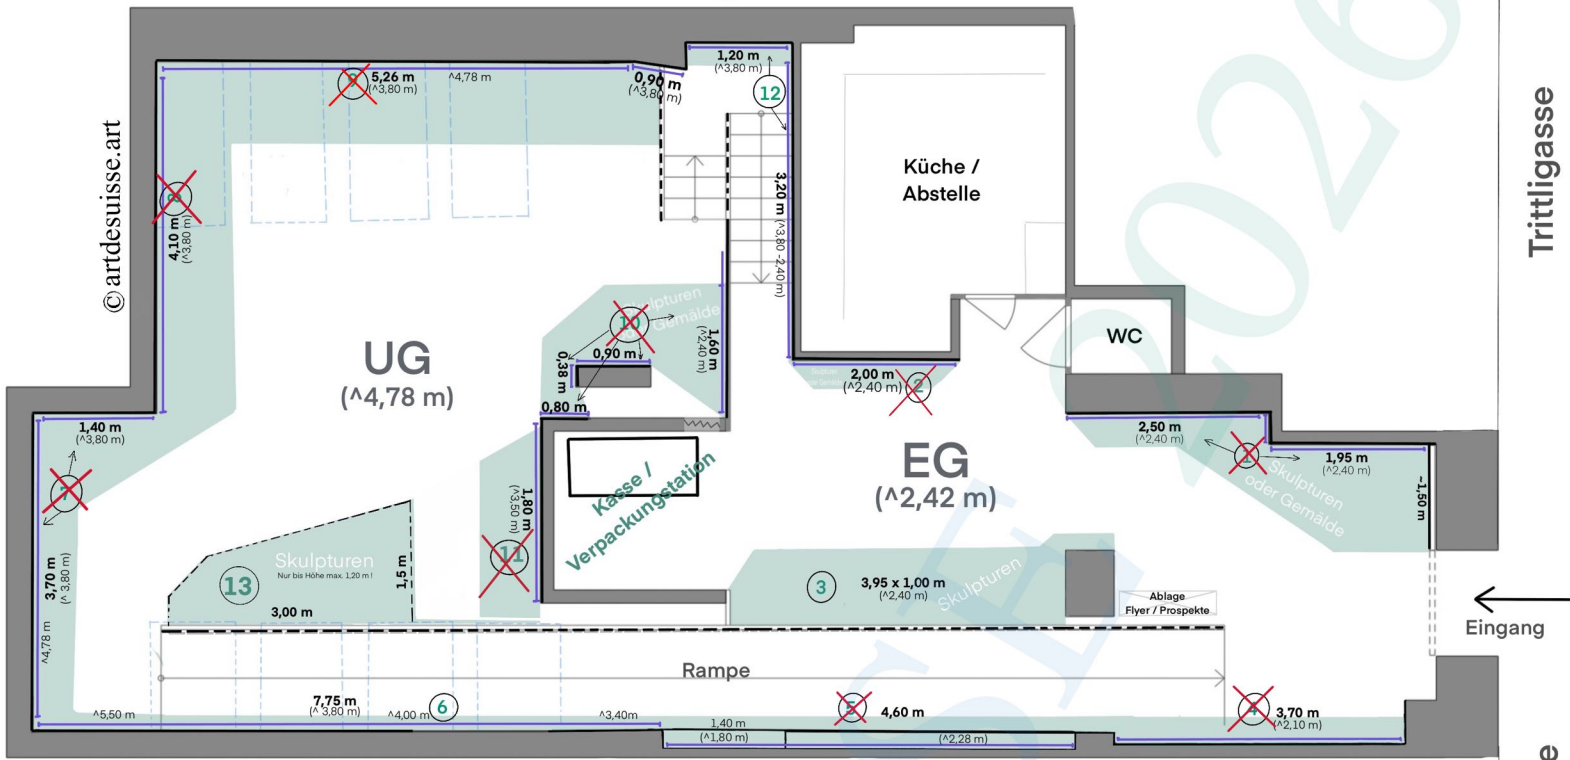 © artdesuisse.art
9
5,26 m
(^3,80 m)
^4,78 m
0,90 m
(^3,80 m)
1,20 m
(^3,80 m)
12
3,20 m (^3,80 -2,40 m)
Küche /
Abstelle
2026
Trittligasse
8
4,10 m
(^3,80 m)
UG
(^4,78 m)
10
Skulpturen
Gemälde
0,90 m
0,38 m
0,80 m
1,60 m
(^2,40 m)
WC
2,00 m
(^2,40 m)
2
1,40 m
(^3,80 m)
7
3,70 m
(^ 3,80 m)
^4,78 m
Kasse /
Verpackungstation
EG
(^2,42 m)
2,50 m
(^2,40 m)
1
1,95 m
(^2,40 m)
Skulpturen
oder Gemälde
~1,50 m
1,80 m
(^3,50 m)
11
Skulpturen
Nur bis Höhe max. 1,20 m !
13
1,5 m
3,00 m
3
3,95 x 1,00 m
(^2,40 m)
Skulpturen
Ablage
Flyer / Prospekte
Eingang
Rampe
7,75 m
(^ 3,80 m)
^5,50 m
^4,00 m
6
^3,40m
1,40 m
(^1,80 m)
5
4,60 m
(^2,28 m)
4
3,70 m
(^2,10 m)
SE
e